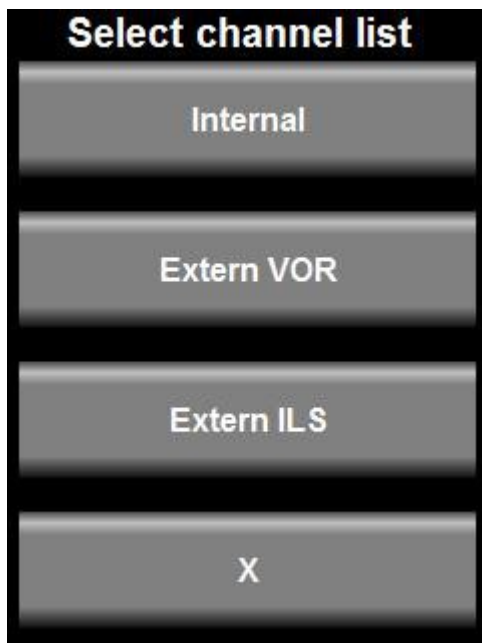 Select channel list
Internal
Extern VOR
Extern ILS
X